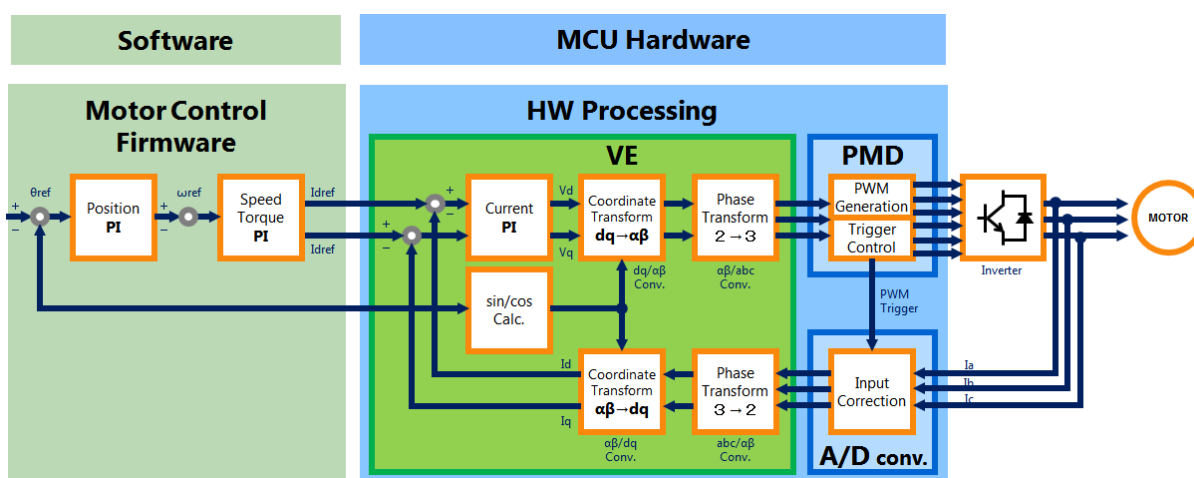 Software
MCU Hardware
Motor Control
Firmware
HW Processing
VE
PMD
θref
+
−
Position
PI
+
−
ωref
Speed
Torque
PI
Idref
Idref
+
−
+
−
Current
PI
Vd
Vq
Coordinate
Transform
dq→αβ
dq/αβ
Conv.
Phase
Transform
2→3
αβ/abc
Conv.
PWM
Generation
Trigger
Control
Inverter
MOTOR
sin/cos
Calc.
PWM
Trigger
Id
Iq
Coordinate
Transform
αβ→dq
αβ/dq
Conv.
Phase
Transform
3→2
abc/αβ
Conv.
Input
Correction
A/D conv.
Ia
Ib
Ic